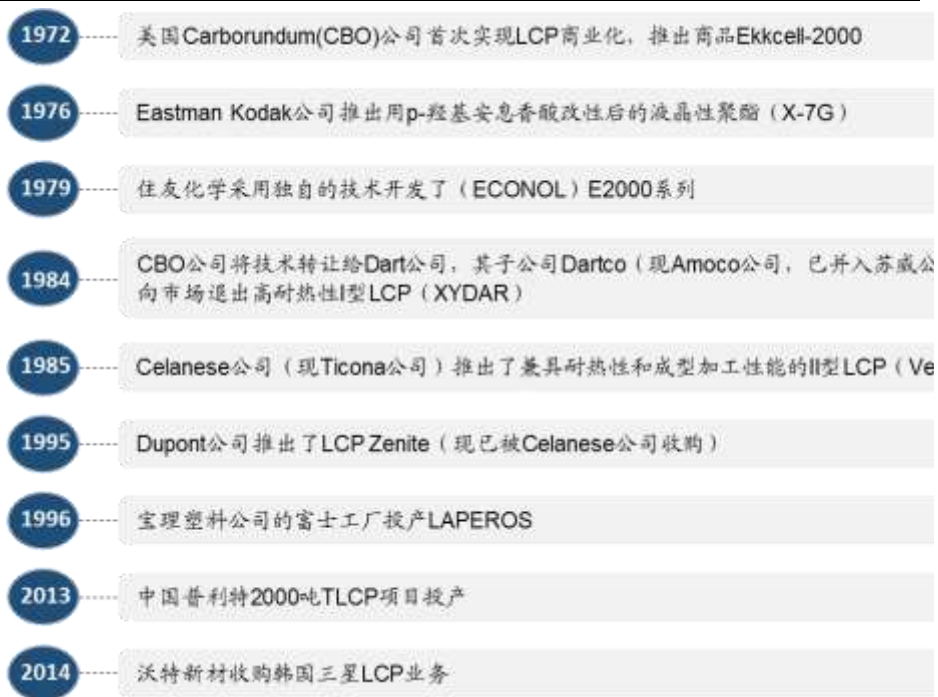 1972
美国Carborundum(CBO)公司首次实现LCP商业化，推出商品Ekkcell-2000
1976
Eastman Kodak公司推出用p-羟基安息香酸改性后的液晶性聚酯（X-7G）
1979
住友化学采用独自的技术开发了（ECONOL）E2000系列
1984
CBO公司将技术转让给Dart公司，其子公司Dartco（现Amoco公司，已并入苏威公
向市场退出高耐热性I型LCP（XYDAR）
1985
Celanese公司（现Ticona公司）推出了兼具耐热性和成型加工性能的II型LCP（Ve
1995
Dupont公司推出了LCP Zenite（现已被Celanese公司收购）
1996
宝理塑料公司的富士工厂投产LAPEROS
2013
中国普利特2000吨TLCP项目投产
2014
沃特新材收购韩国三星LCP业务